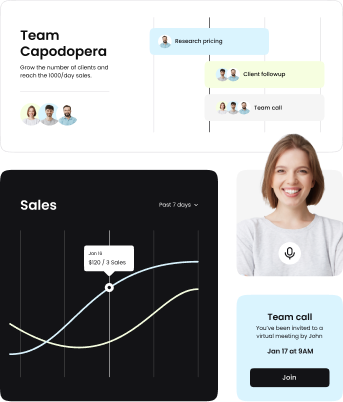 Team
Capodopera
Grow the number of clients and
reach the 1000/day sales.
Research pricing
Client followup
Team call
Sales
Past 7 days
Jan 15
$120 / 3 Sales
Team call
You've been invited to a
virtual meeting by John
Jan 17 at 9AM
Join